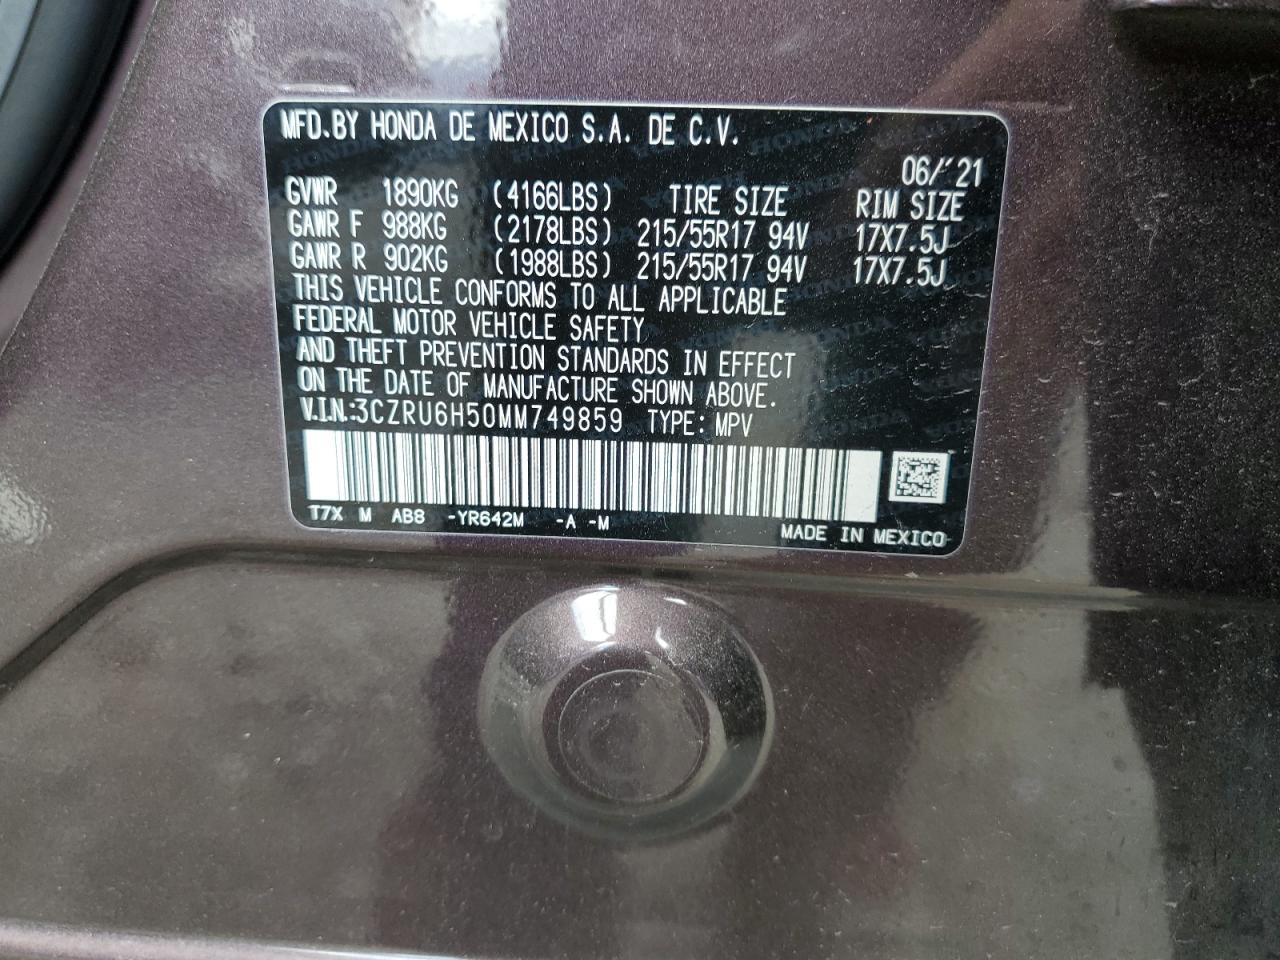 MFD.BY HONDA DE MEXICO S.A. DE C.V.
06/'21
GVWR 1890KG (4166LBS) TIRE SIZE RIM SIZE
GAWR F 988KG (2178LBS) 215/55R17 94V 17X7.5J
GAWR R 902KG (1988LBS) 215/55R17 94V 17X7.5J
THIS VEHICLE CONFORMS TO ALL APPLICABLE
FEDERAL MOTOR VEHICLE SAFETY
AND THEFT PREVENTION STANDARDS IN EFFECT
ON THE DATE OF MANUFACTURE SHOWN ABOVE.
V.I.N.:3CZRU6H50MM749859 TYPE: MPV
T7X M AB8 -YR642M -A -M
MADE IN MEXICO